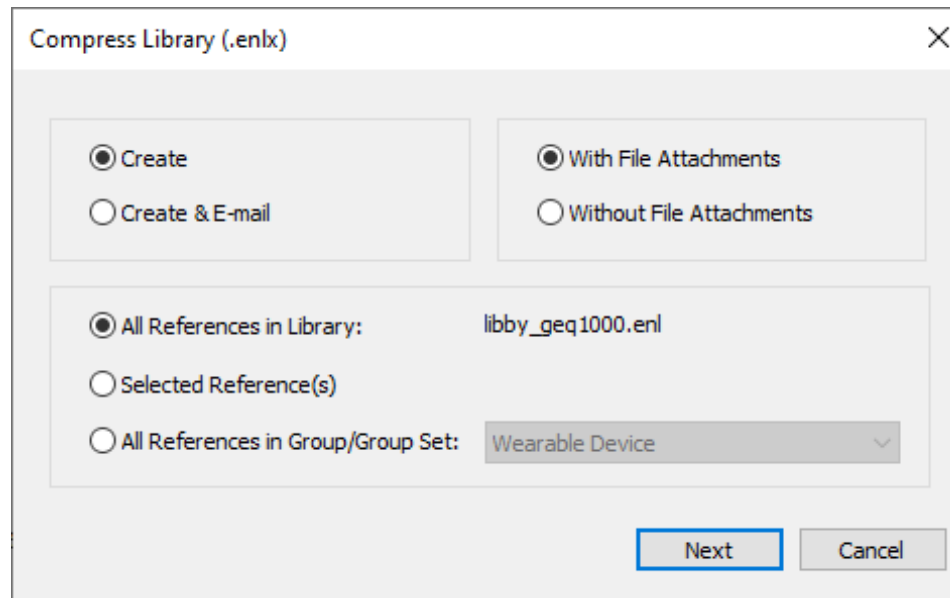 Compress Library (.enlx)
Create
With File Attachments
Create & E-mail
Without File Attachments
All References in Library:
libby_geq1000.enl
Selected Reference(s)
All References in Group/Group Set:
Wearable Device
Next
Cancel